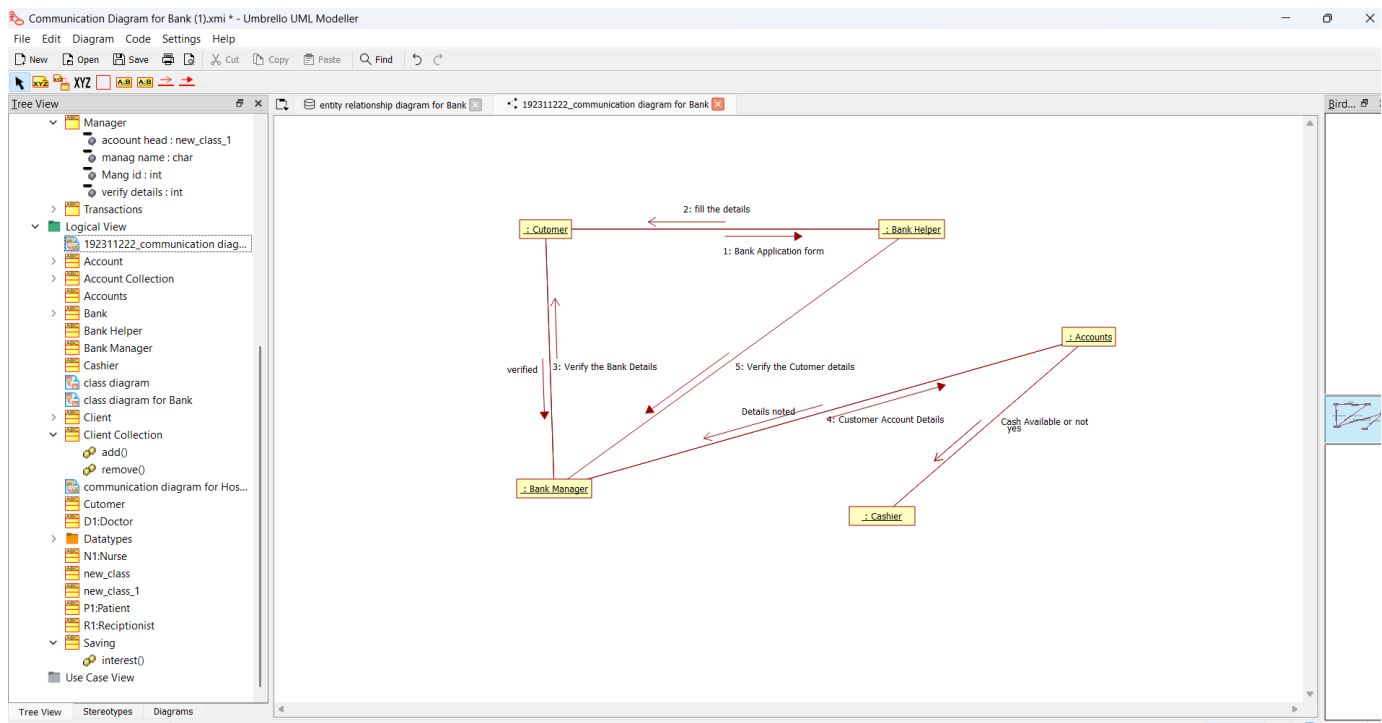 Communication Diagram for Bank (1).xmi * - Umbrello UML Modeller
File Edit Diagram Code Settings Help
New Open Save Cut Copy Paste Find
XYZ XYZ A:B A:B
Tree View
entity relationship diagram for Bank
192311222_communication diagram for Bank
Bird...
Manager
acoount head : new_class_1
manag name : char
Mang id : int
verify details : int
Transactions
Logical View
192311222_communication diag...
Account
Account Collection
Accounts
Bank
Bank Helper
Bank Manager
Cashier
class diagram
class diagram for Bank
Client
Client Collection
add()
remove()
communication diagram for Hos...
Cutomer
D1:Doctor
Datatypes
N1:Nurse
new_class
new_class_1
P1:Patient
R1:Reciptionist
Saving
interest()
Use Case View
Tree View Stereotypes Diagrams
2: fill the details
: Cutomer
: Bank Helper
1: Bank Application form
: Accounts
verified
3: Verify the Bank Details
5: Verify the Cutomer details
Details noted
4: Customer Account Details
Cash Available or not
yes
: Bank Manager
: Cashier